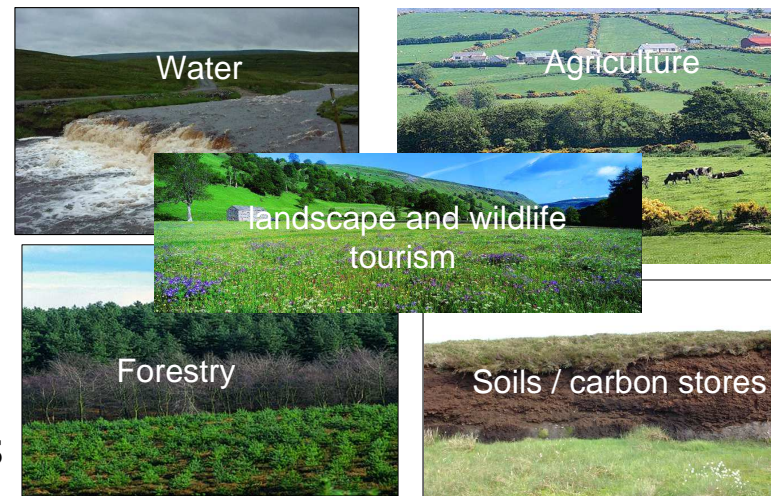 Water
Agriculture
landscape and wildlife
tourism
Forestry
Soils / carbon stores